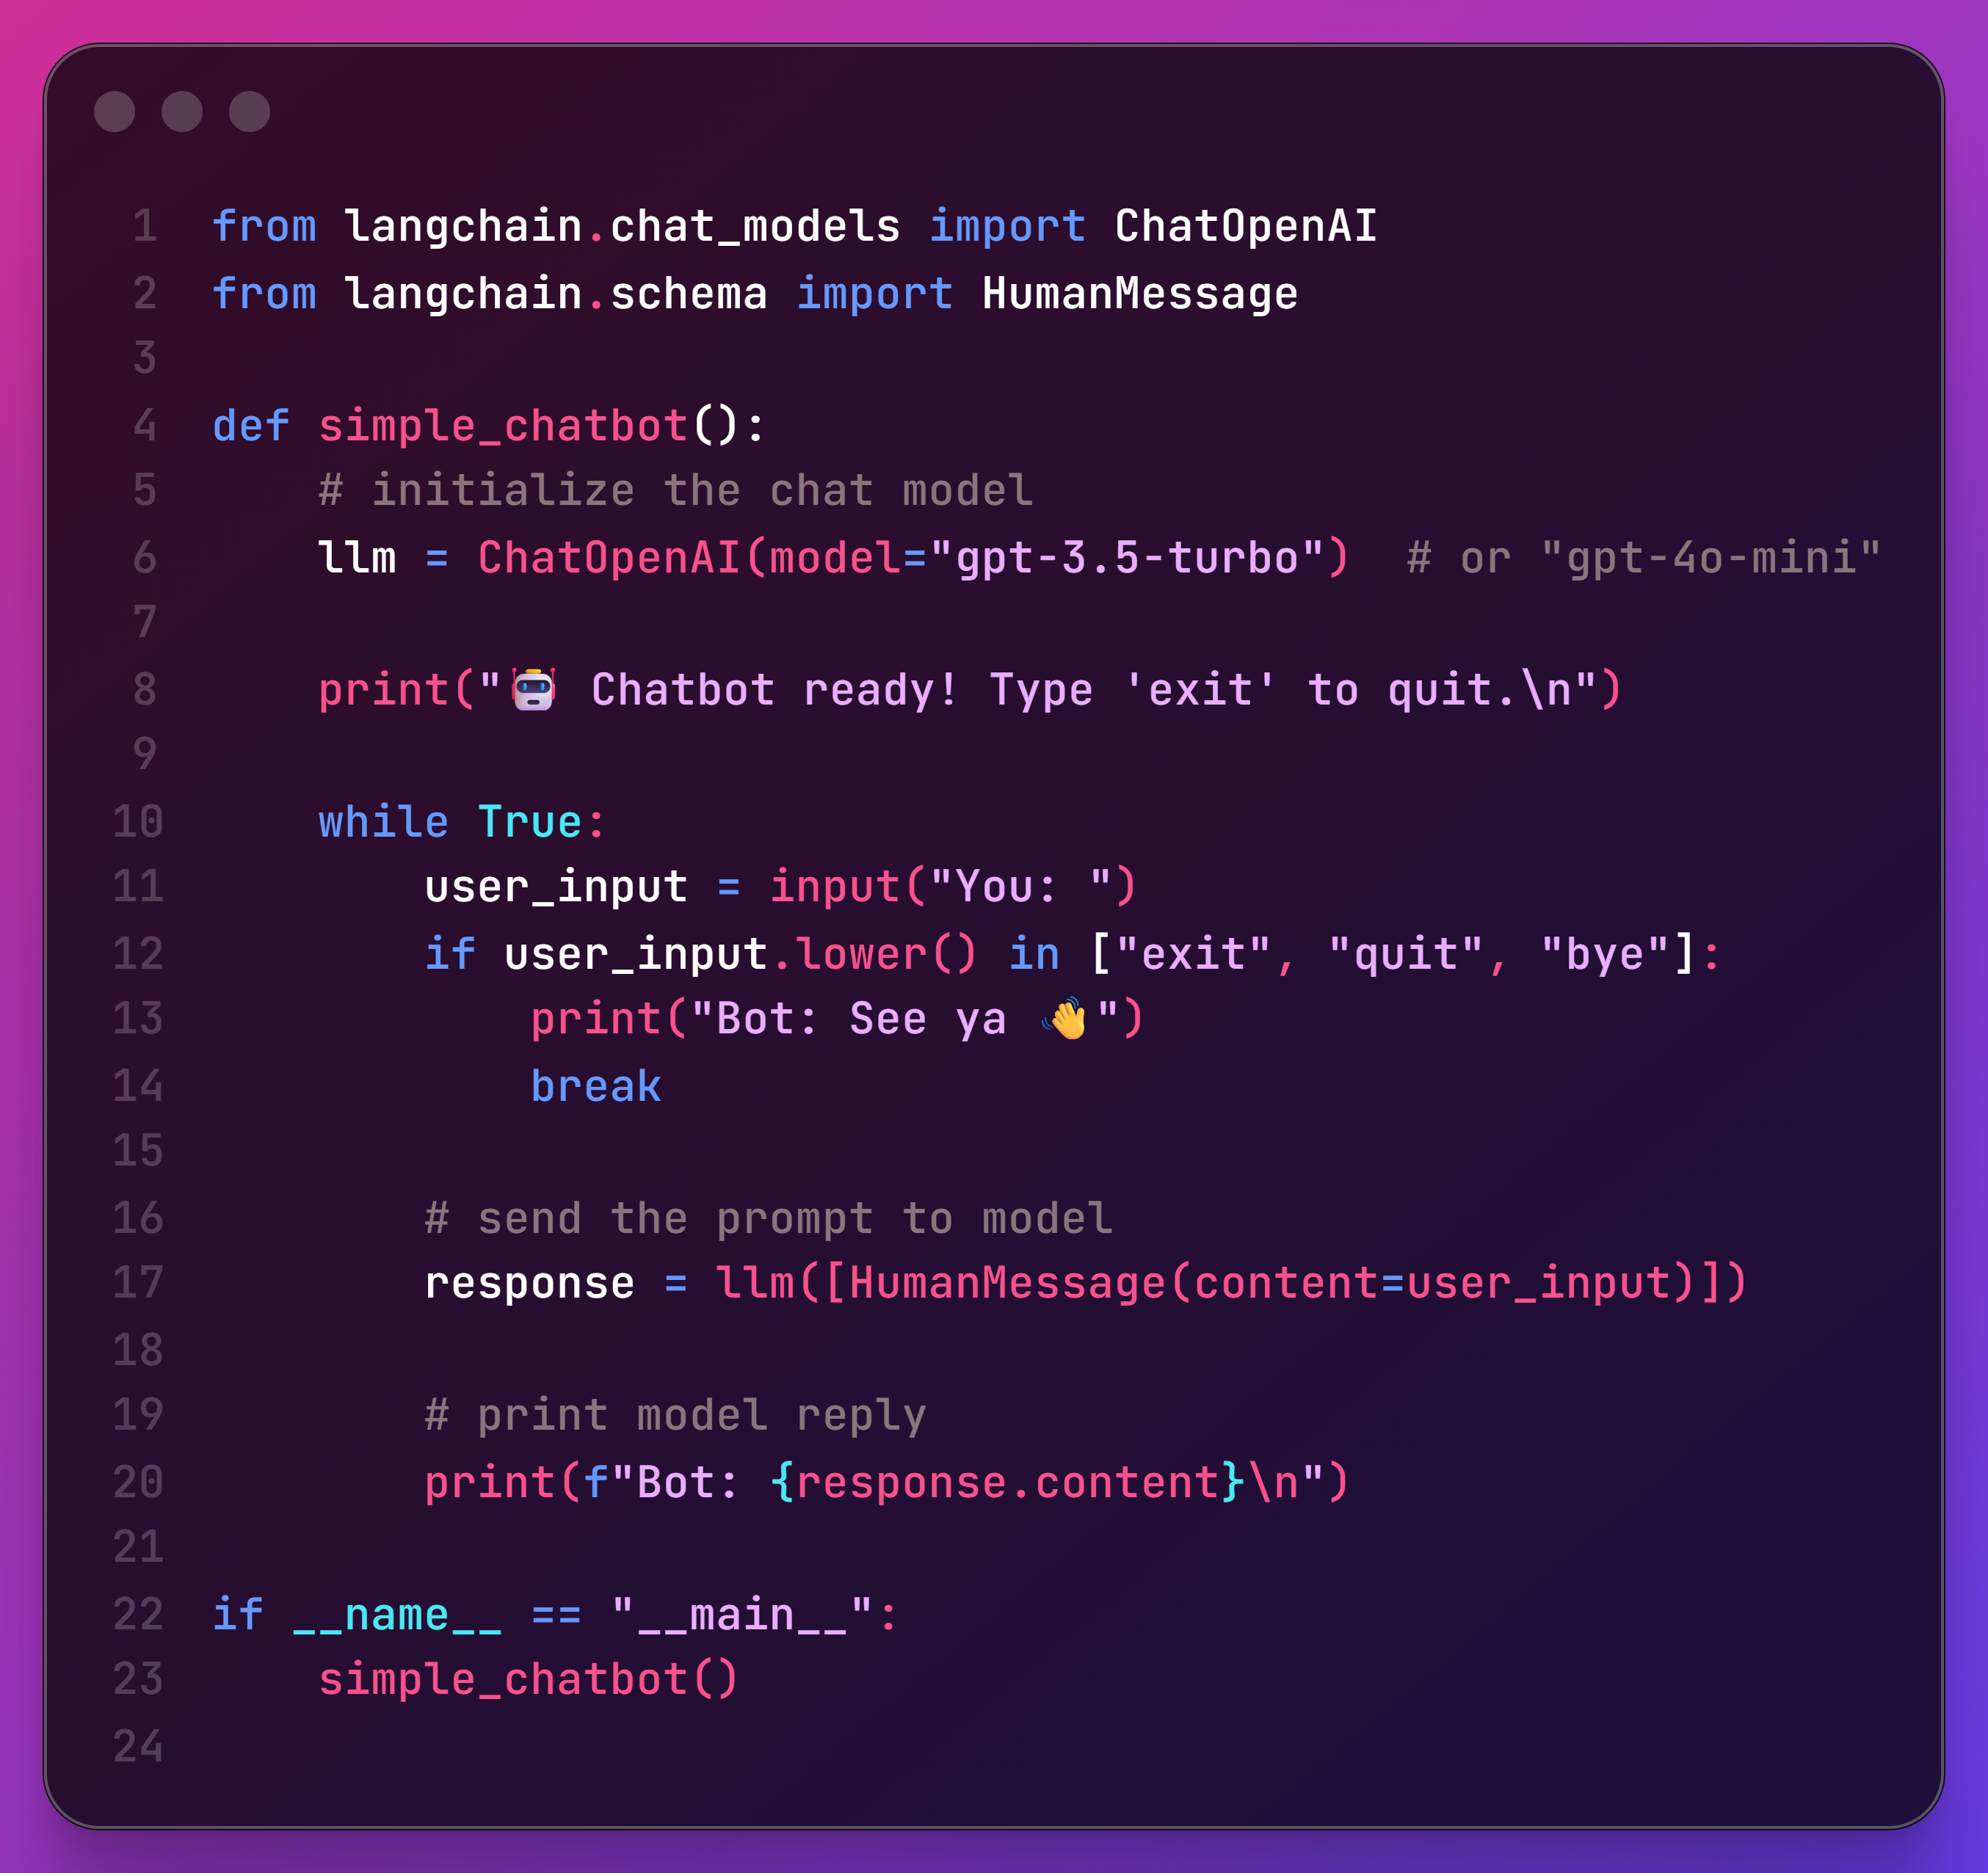 1 from langchain.chat_models import ChatOpenAI
2 from langchain.schema import HumanMessage
3
4 def simple_chatbot():
5     # initialize the chat model
6     llm = ChatOpenAI(model="gpt-3.5-turbo")  # or "gpt-4o-mini"
7
8     print("🤖 Chatbot ready! Type 'exit' to quit.\n")
9
10     while True:
11         user_input = input("You: ")
12         if user_input.lower() in ["exit", "quit", "bye"]:
13             print("Bot: See ya 👋")
14             break
15
16         # send the prompt to model
17         response = llm([HumanMessage(content=user_input)])
18
19         # print model reply
20         print(f"Bot: {response.content}\n")
21
22 if __name__ == "__main__":
23     simple_chatbot()
24